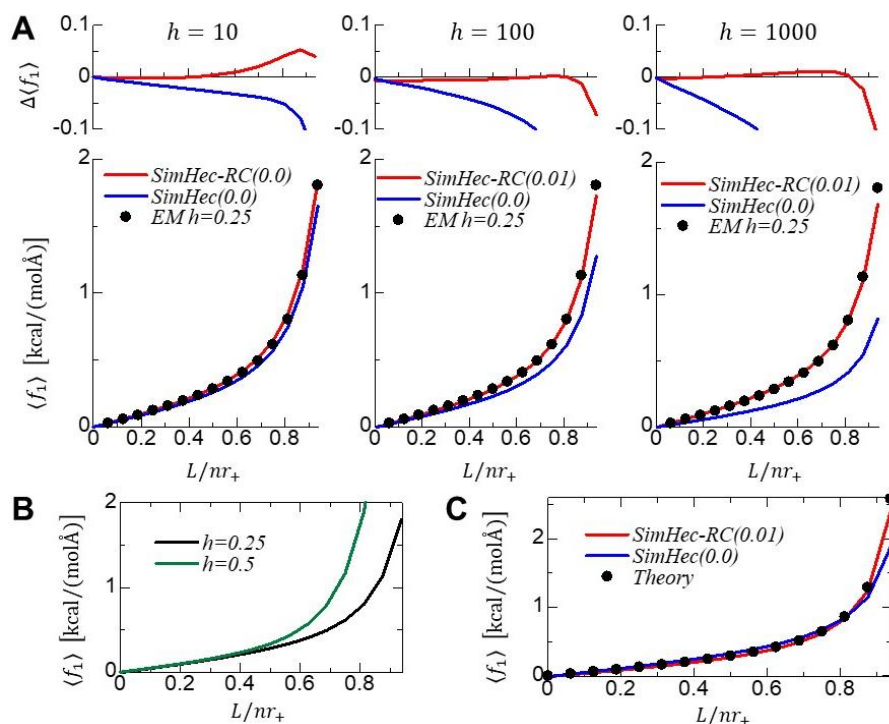 A
h = 10
h = 100
h = 1000
Δ⟨f₁⟩
0.1
0.0
-0.1
0.1
0.0
-0.1
0.1
0.0
-0.1
⟨f₁⟩ [kcal/(molÅ)]
2
1
0
SimHec-RC(0.0)
SimHec(0.0)
EM h=0.25
0 0.2 0.4 0.6 0.8
L/nr₊
2
1
0
SimHec-RC(0.01)
SimHec(0.0)
EM h=0.25
0 0.2 0.4 0.6 0.8
L/nr₊
2
1
0
SimHec-RC(0.01)
SimHec(0.0)
EM h=0.25
0 0.2 0.4 0.6 0.8
L/nr₊
B
⟨f₁⟩ [kcal/(molÅ)]
2
1
0
h=0.25
h=0.5
0 0.2 0.4 0.6 0.8
L/nr₊
C
⟨f₁⟩ [kcal/(molÅ)]
2
1
0
SimHec-RC(0.01)
SimHec(0.0)
Theory
0 0.2 0.4 0.6 0.8
L/nr₊